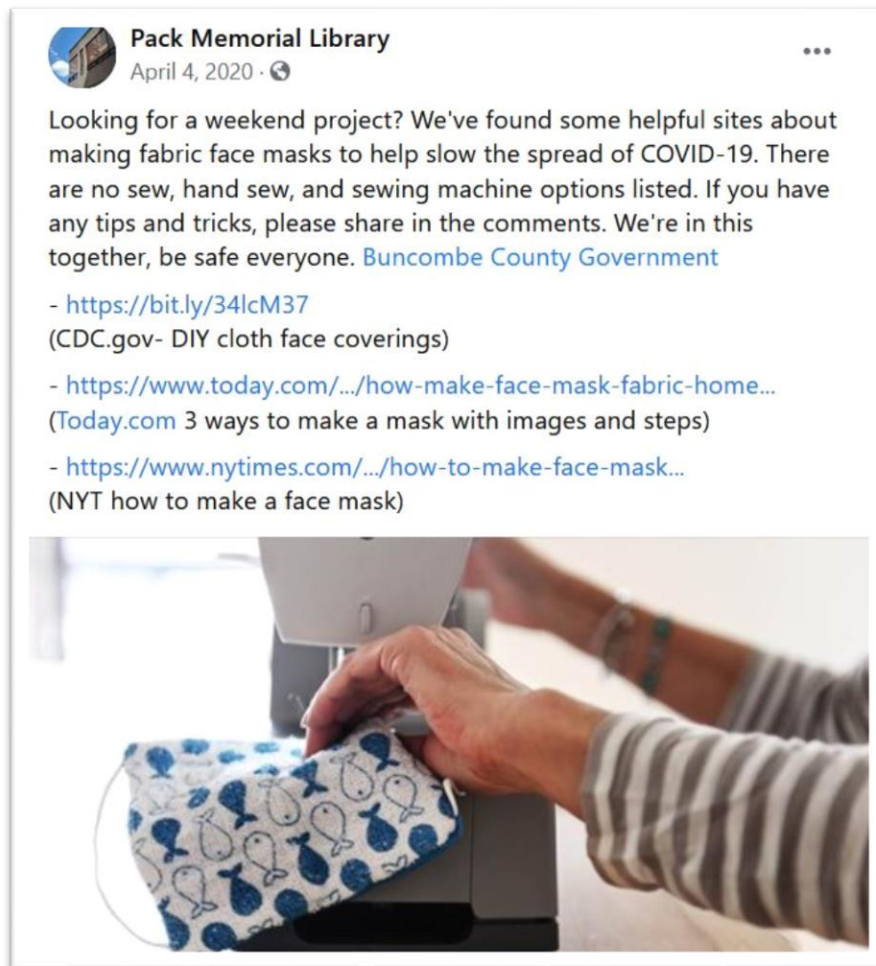 Pack Memorial Library
April 4, 2020 ·
Looking for a weekend project? We've found some helpful sites about
making fabric face masks to help slow the spread of COVID-19. There
are no sew, hand sew, and sewing machine options listed. If you have
any tips and tricks, please share in the comments. We're in this
together, be safe everyone. Buncombe County Government
- https://bit.ly/34lcM37
(CDC.gov- DIY cloth face coverings)
- https://www.today.com/.../how-make-face-mask-fabric-home...
(Today.com 3 ways to make a mask with images and steps)
- https://www.nytimes.com/.../how-to-make-face-mask...
(NYT how to make a face mask)